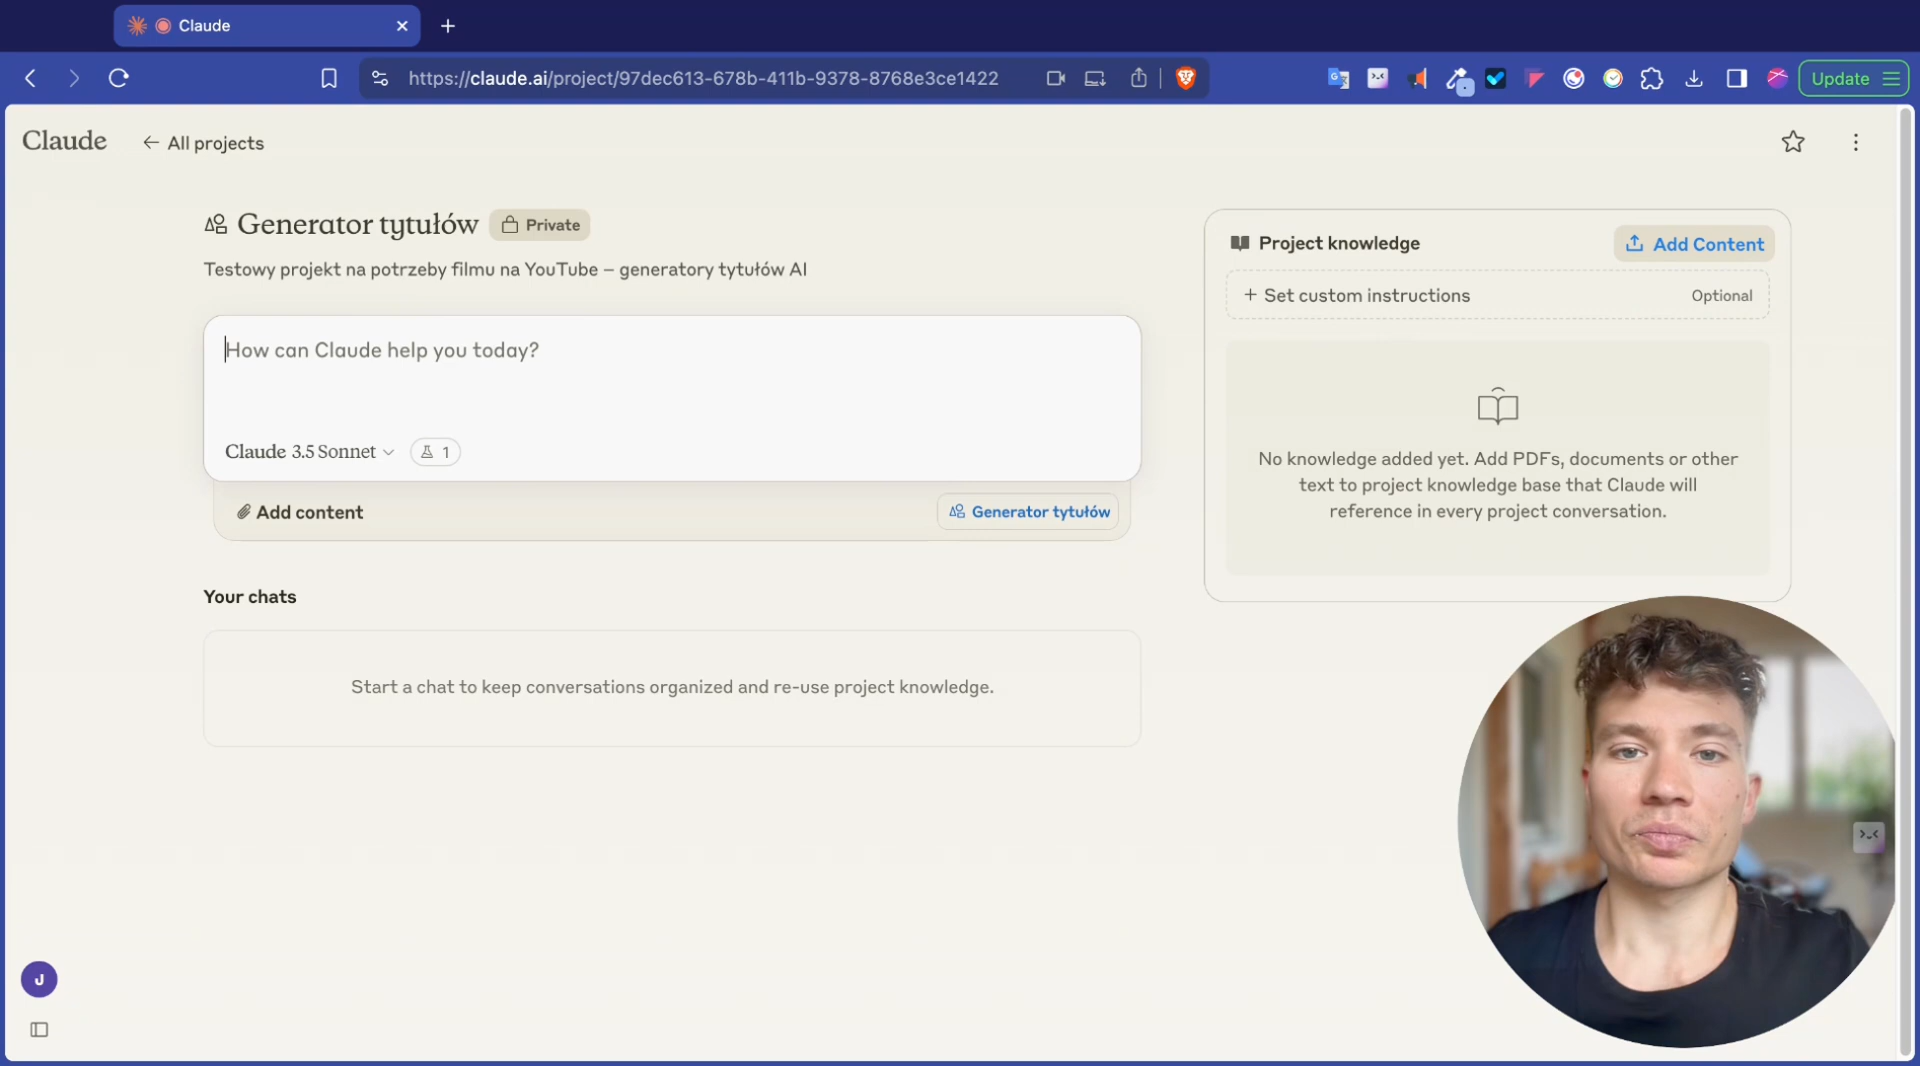 Claude
https://claude.ai/project/97dec613-678b-411b-9378-8768e3ce1422
Update
Claude
← All projects
Generator tytułów
Private
Testowy projekt na potrzeby filmu na YouTube – generatory tytułów AI
How can Claude help you today?
Claude 3.5 Sonnet
1
Add content
Generator tytułów
Your chats
Start a chat to keep conversations organized and re-use project knowledge.
Project knowledge
Add Content
+ Set custom instructions
Optional
No knowledge added yet. Add PDFs, documents or other
text to project knowledge base that Claude will
reference in every project conversation.
J